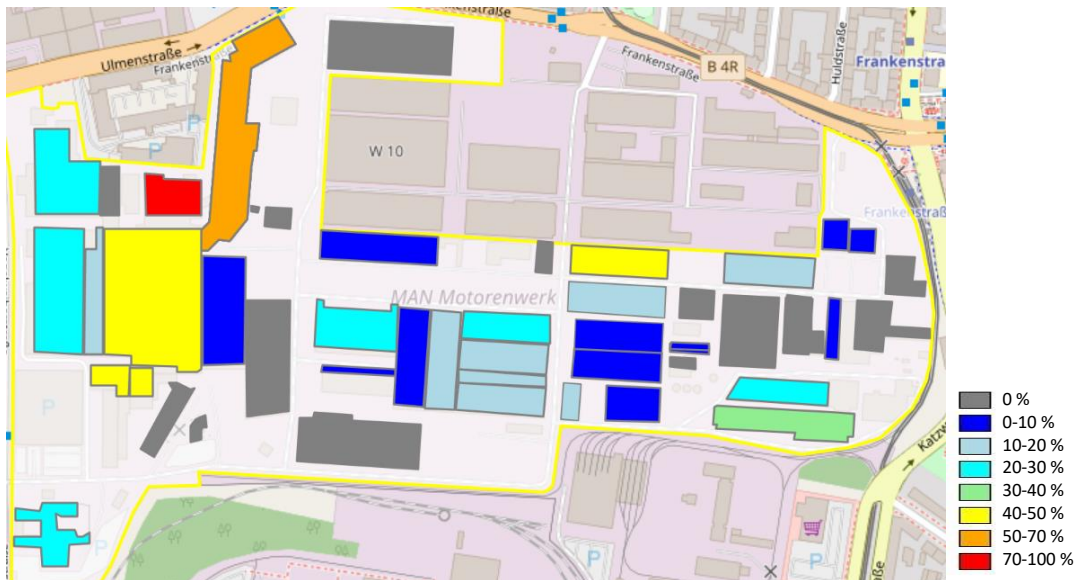 Ulmenstraße
Frankenstraße
B 4R
Frankenstraße
Huldstraße
Frankenstra
P
P
W 10
Frankenstraß
MAN Motorenwerk
P
P
P
P
Katzw
0 %
0-10 %
10-20 %
20-30 %
30-40 %
40-50 %
50-70 %
70-100 %